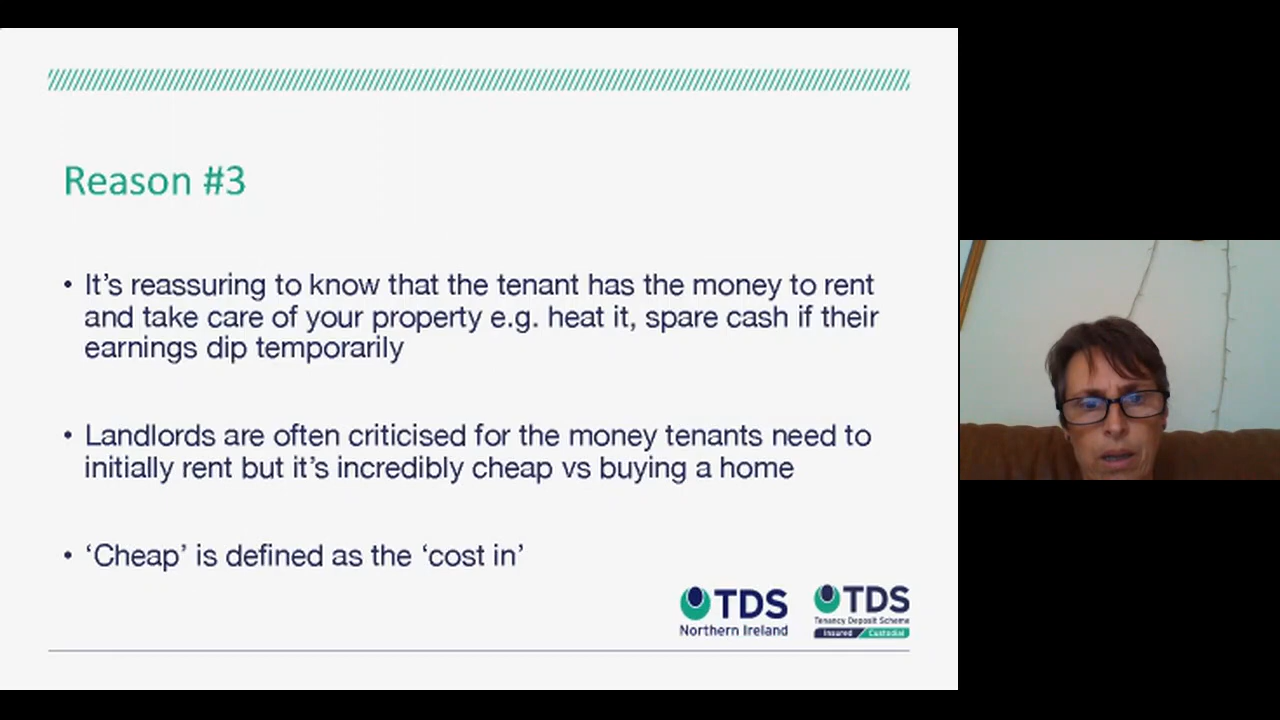 Reason #3
• It’s reassuring to know that the tenant has the money to rent
and take care of your property e.g. heat it, spare cash if their
earnings dip temporarily
• Landlords are often criticised for the money tenants need to
initially rent but it’s incredibly cheap vs buying a home
• ‘Cheap’ is defined as the ‘cost in’
TDS
Northern Ireland
TDS
Tenancy Deposit Scheme
Insured Custodial